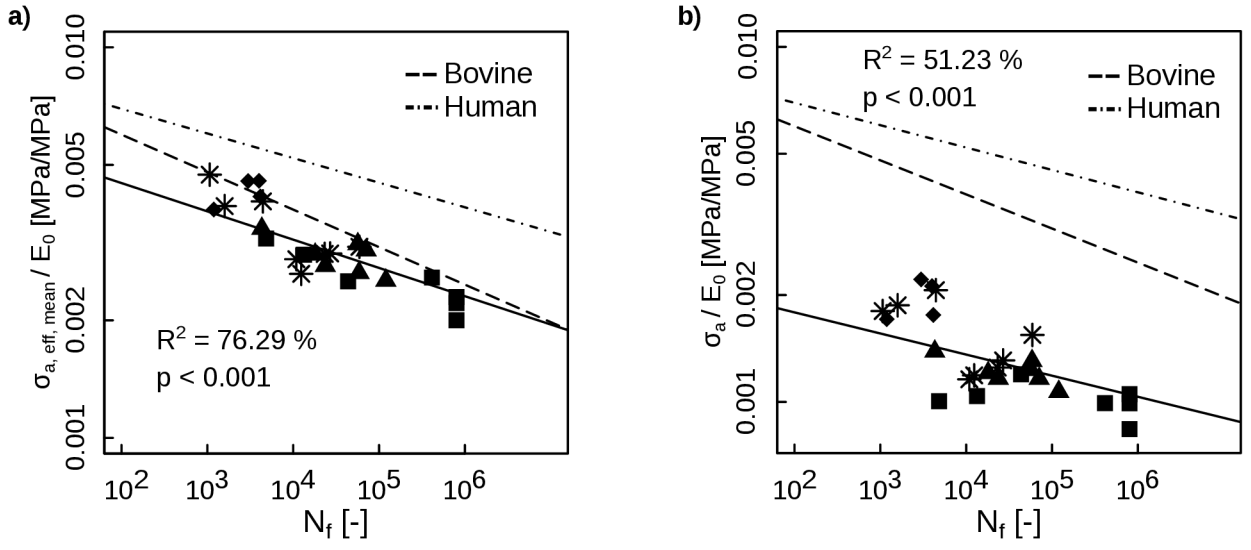 a)
0.010
0.005
0.002
0.001
σa, eff, mean / E0 [MPa/MPa]
Bovine
Human
R2 = 76.29 %
p < 0.001
102 103 104 105 106
Nf [-]
b)
0.010
0.005
0.002
0.001
σa / E0 [MPa/MPa]
R2 = 51.23 %
p < 0.001
Bovine
Human
102 103 104 105 106
Nf [-]